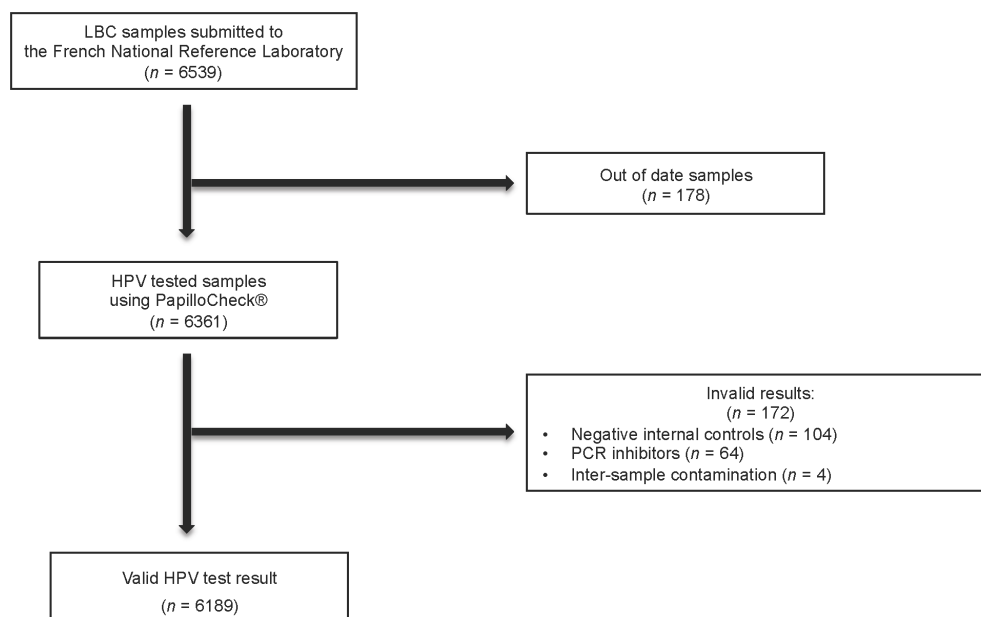 LBC samples submitted to
the French National Reference Laboratory
(n = 6539)
Out of date samples
(n = 178)
HPV tested samples
using PapilloCheck®
(n = 6361)
Invalid results:
(n = 172)
• Negative internal controls (n = 104)
• PCR inhibitors (n = 64)
• Inter-sample contamination (n = 4)
Valid HPV test result
(n = 6189)